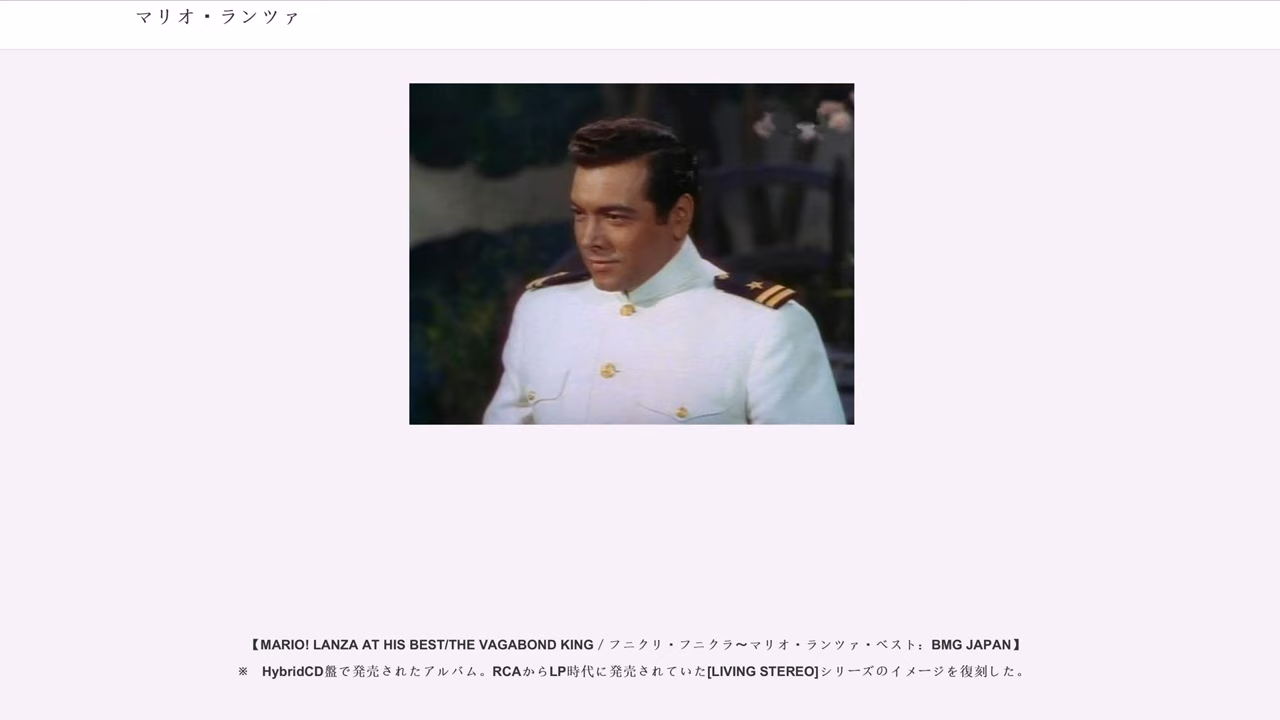 マリオ・ランツァ
【MARIO! LANZA AT HIS BEST/THE VAGABOND KING / フニクリ・フニクラ〜マリオ・ランツァ・ベスト： BMG JAPAN】
※　HybridCD盤で発売されたアルバム。RCAからLP時代に発売されていた[LIVING STEREO]シリーズのイメージを復刻した。